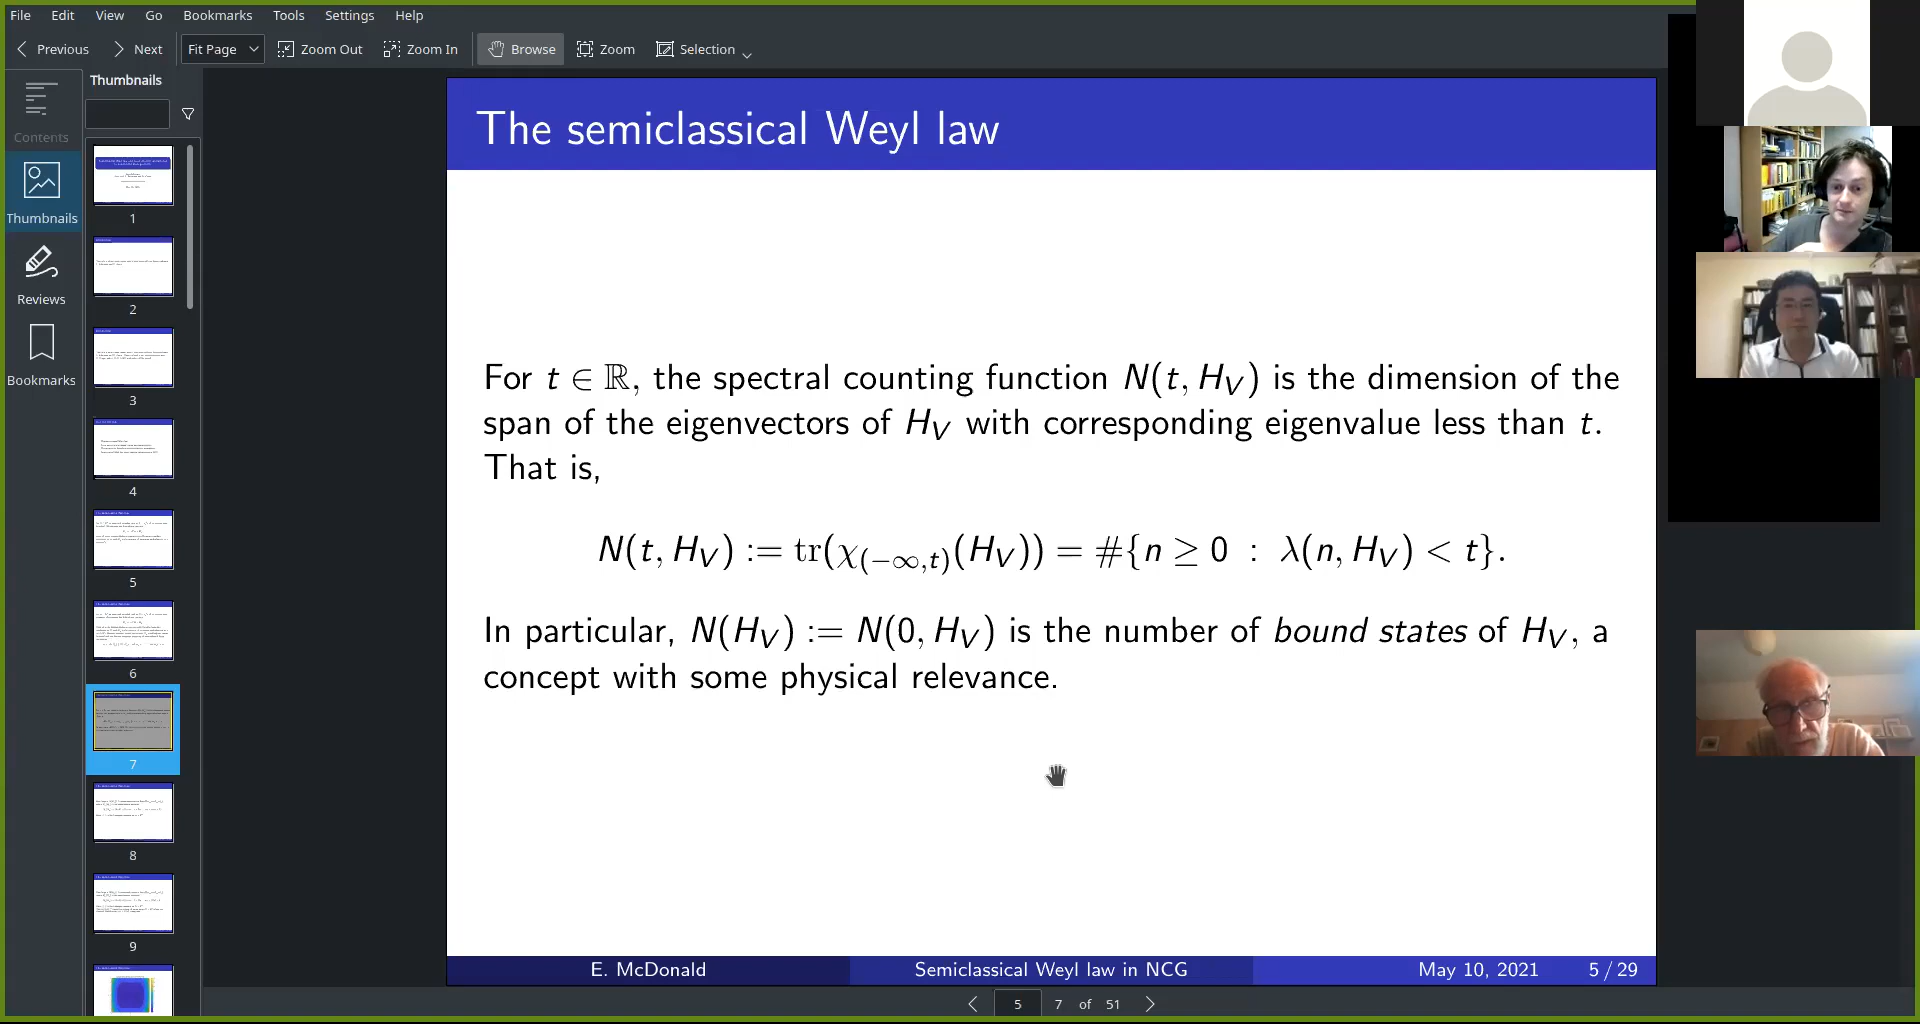 File Edit View Go Bookmarks Tools Settings Help
Previous Next Fit Page Zoom Out Zoom In Browse Zoom Selection
Contents
Thumbnails
Reviews
Bookmarks
Thumbnails
1
2
3
4
5
6
7
8
9
The semiclassical Weyl law
For t ∈ ℝ, the spectral counting function N(t, H_V) is the dimension of the
span of the eigenvectors of H_V with corresponding eigenvalue less than t.
That is,
N(t, H_V) := tr(χ_(−∞,t)(H_V)) = #{n ≥ 0 : λ(n, H_V) < t}.
In particular, N(H_V) := N(0, H_V) is the number of bound states of H_V, a
concept with some physical relevance.
E. McDonald Semiclassical Weyl law in NCG May 10, 2021 5 / 29
5 7 of 51